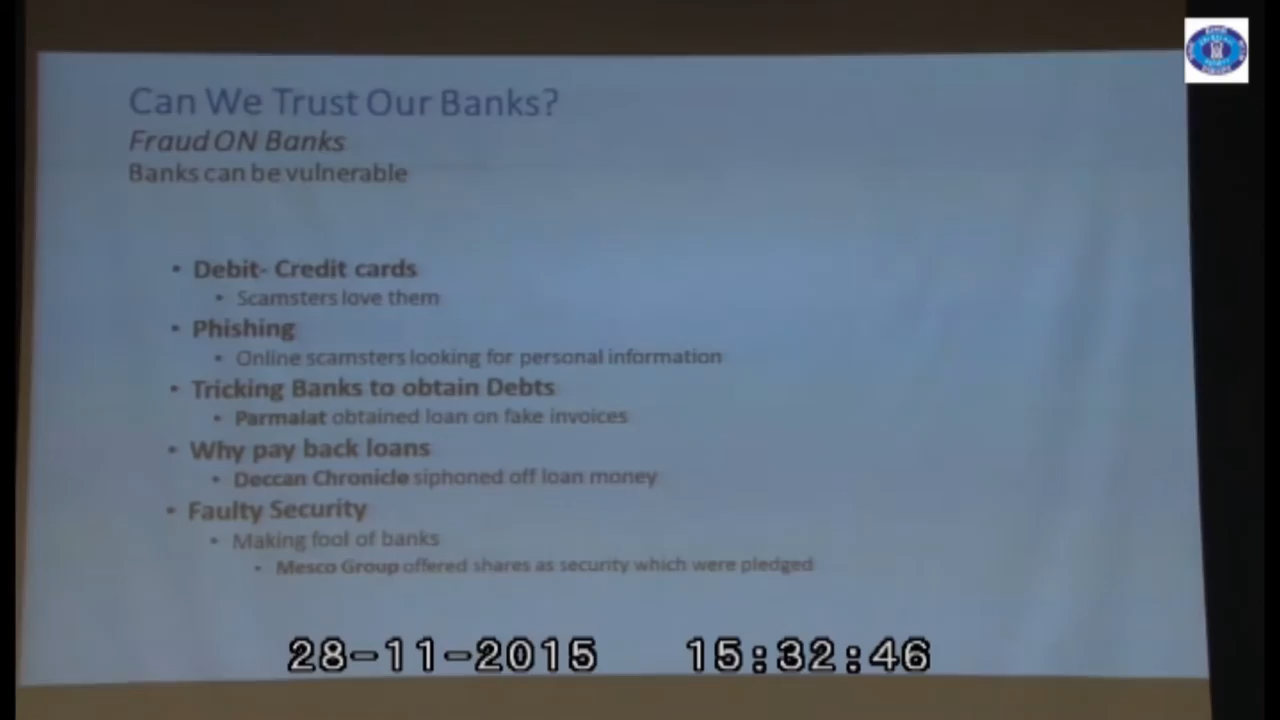 Can We Trust Our Banks?
Fraud ON Banks
Banks can be vulnerable
• Debit- Credit cards
• Scamsters love them
• Phishing
• Online scamsters looking for personal information
• Tricking Banks to obtain Debts
• Parmalat obtained loan on fake invoices
• Why pay back loans
• Deccan Chronicle siphoned off loan money
• Faulty Security
• Making fool of banks
• Mesco Group offered shares as security which were pledged
28-11-2015 15:32:46